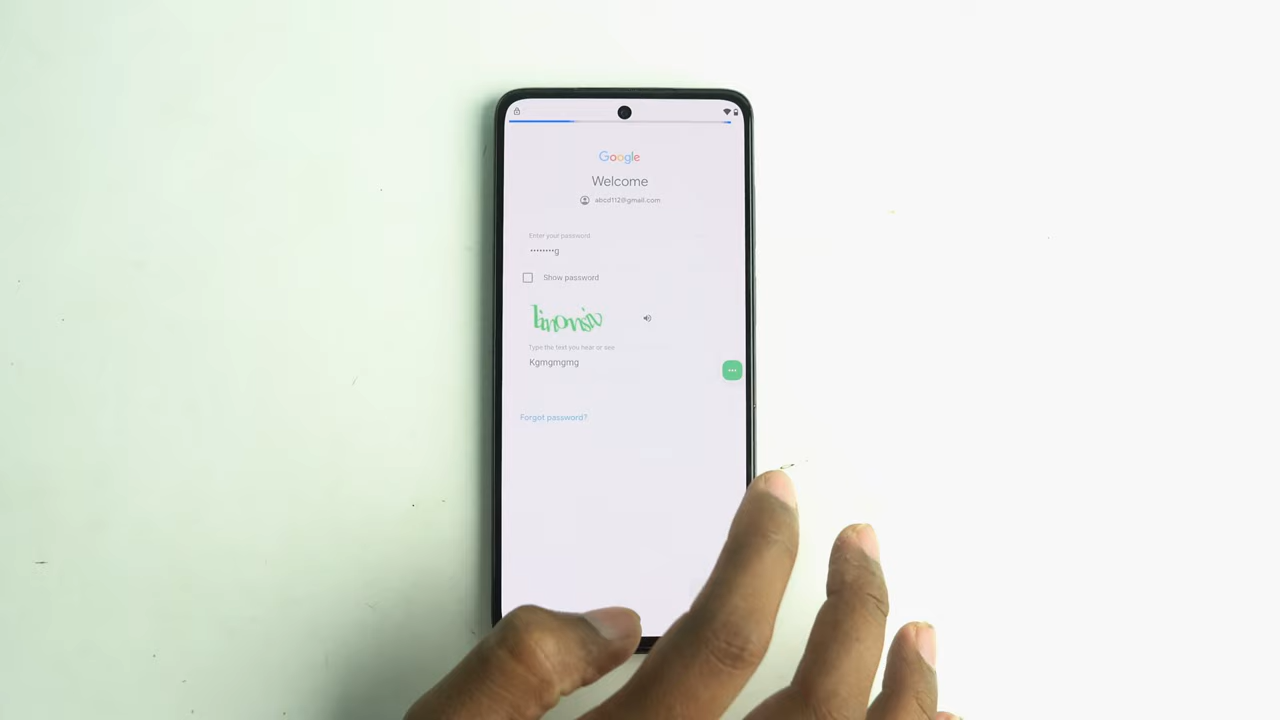 Google
Welcome
abcd112@gmail.com
Enter your password
••••••••g
Show password
Type the text you hear or see
Kgmgmgmg
Forgot password?